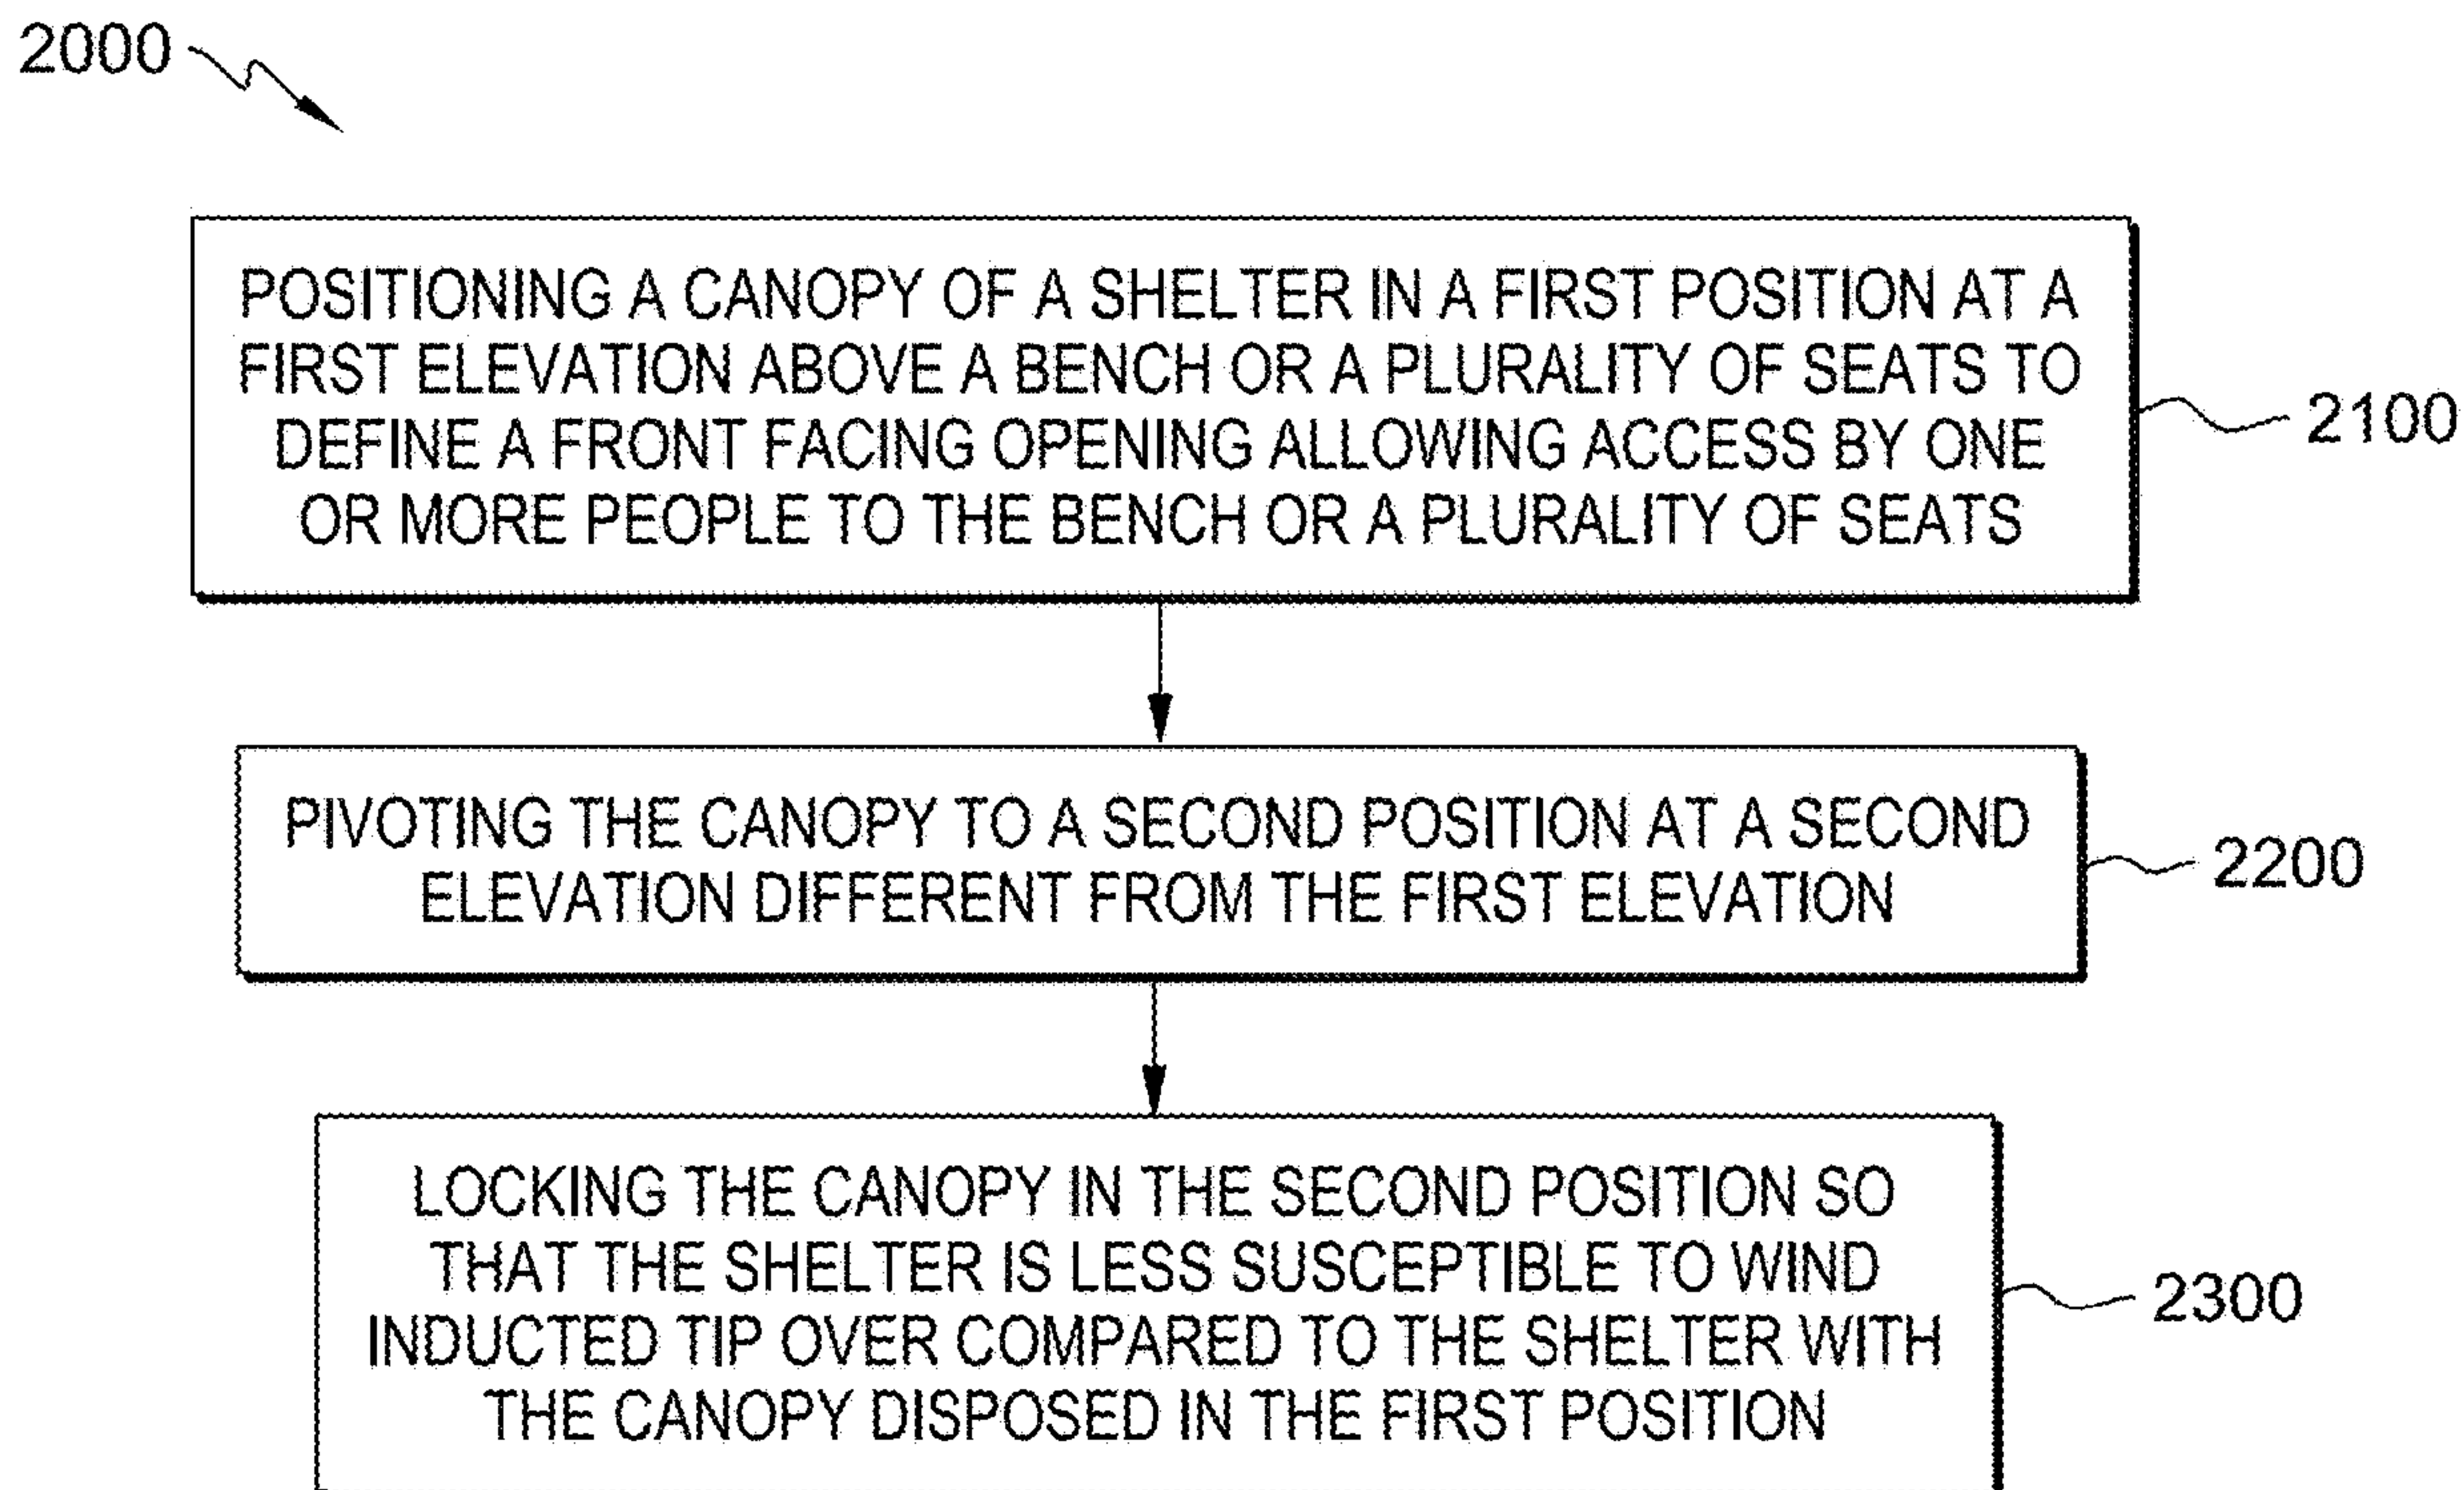 2000
POSITIONING A CANOPY OF A SHELTER IN A FIRST POSITION AT A
FIRST ELEVATION ABOVE A BENCH OR A PLURALITY OF SEATS TO
DEFINE A FRONT FACING OPENING ALLOWING ACCESS BY ONE
OR MORE PEOPLE TO THE BENCH OR A PLURALITY OF SEATS
2100
PIVOTING THE CANOPY TO A SECOND POSITION AT A SECOND
ELEVATION DIFFERENT FROM THE FIRST ELEVATION
2200
LOCKING THE CANOPY IN THE SECOND POSITION SO
THAT THE SHELTER IS LESS SUSCEPTIBLE TO WIND
INDUCTED TIP OVER COMPARED TO THE SHELTER WITH
THE CANOPY DISPOSED IN THE FIRST POSITION
2300